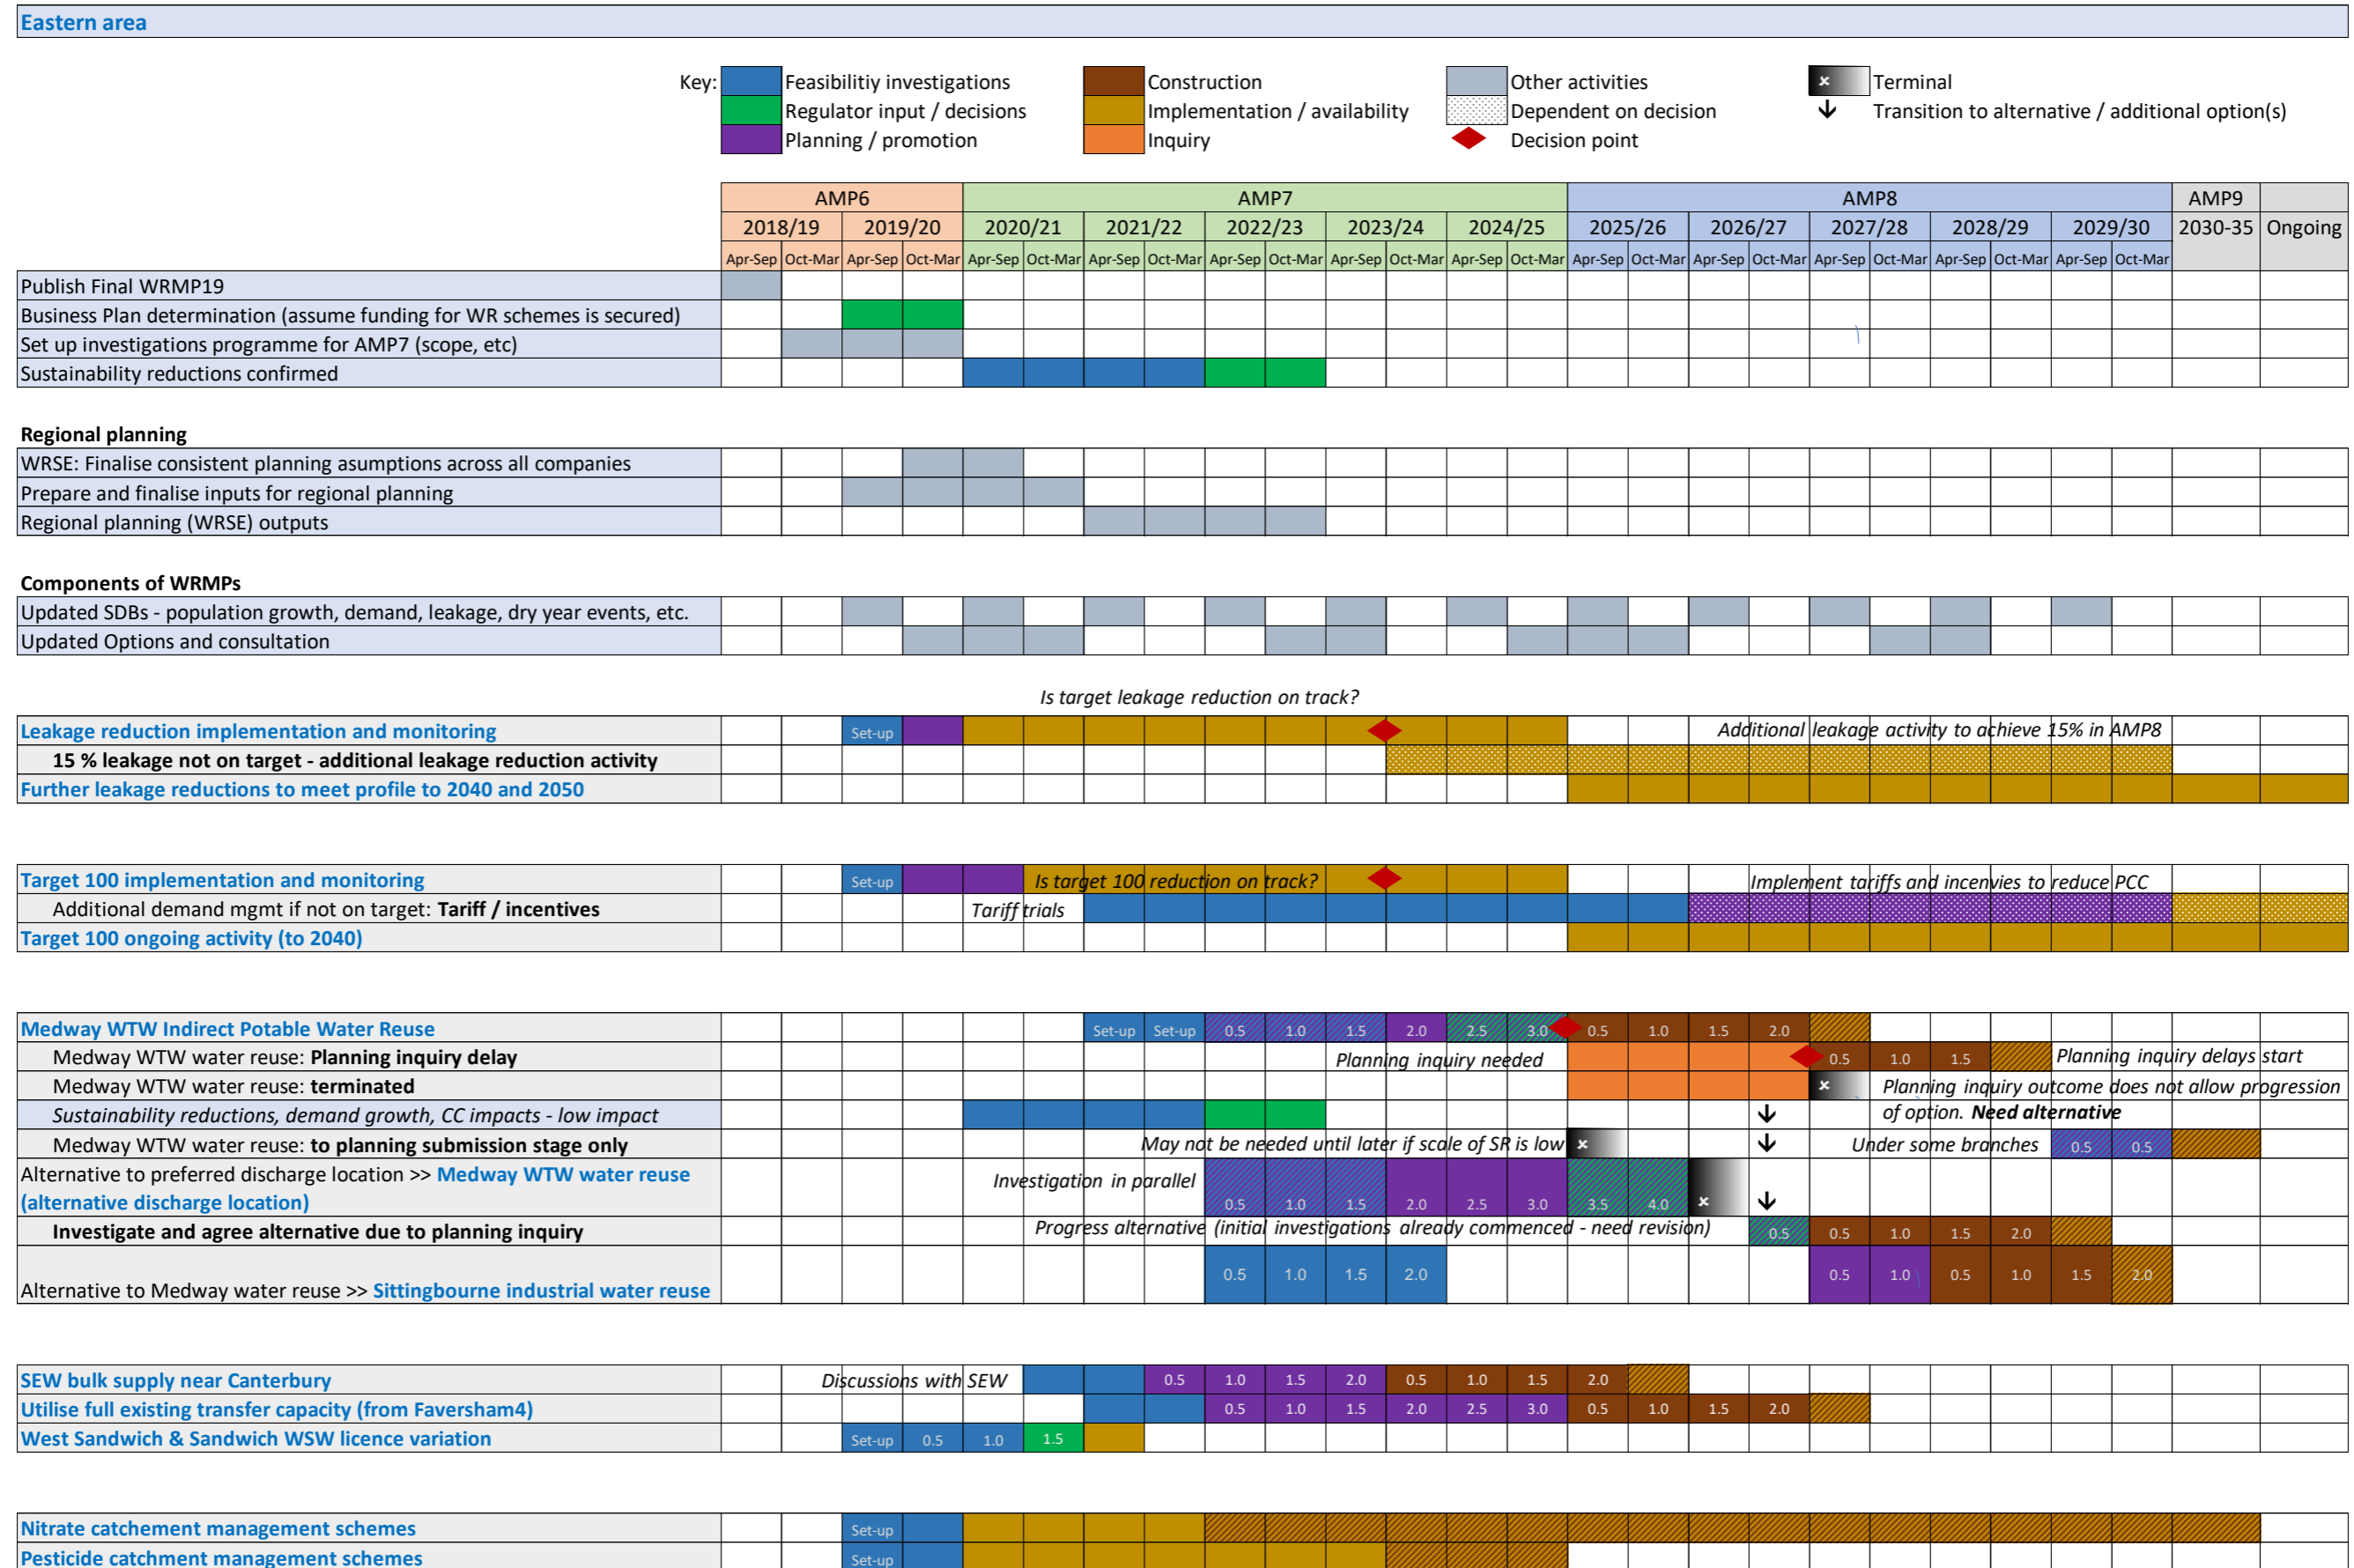 Eastern area
Key: Feasibilitiy investigations Construction Other activities × Terminal
Regulator input / decisions Implementation / availability Dependent on decision ↓ Transition to alternative / additional option(s)
Planning / promotion Inquiry Decision point
AMP6 AMP7 AMP8 AMP9
2018/19 2019/20 2020/21 2021/22 2022/23 2023/24 2024/25 2025/26 2026/27 2027/28 2028/29 2029/30 2030-35 Ongoing
Apr-Sep Oct-Mar Apr-Sep Oct-Mar Apr-Sep Oct-Mar Apr-Sep Oct-Mar Apr-Sep Oct-Mar Apr-Sep Oct-Mar Apr-Sep Oct-Mar Apr-Sep Oct-Mar Apr-Sep Oct-Mar Apr-Sep Oct-Mar Apr-Sep Oct-Mar Apr-Sep Oct-Mar
Publish Final WRMP19
Business Plan determination (assume funding for WR schemes is secured)
Set up investigations programme for AMP7 (scope, etc)
Sustainability reductions confirmed
Regional planning
WRSE: Finalise consistent planning asumptions across all companies
Prepare and finalise inputs for regional planning
Regional planning (WRSE) outputs
Components of WRMPs
Updated SDBs - population growth, demand, leakage, dry year events, etc.
Updated Options and consultation
Is target leakage reduction on track?
Leakage reduction implementation and monitoring Set-up Additional leakage activity to achieve 15% in AMP8
15 % leakage not on target - additional leakage reduction activity
Further leakage reductions to meet profile to 2040 and 2050
Target 100 implementation and monitoring Set-up Is target 100 reduction on track? Implement tariffs and incenvies to reduce PCC
Additional demand mgmt if not on target: Tariff / incentives Tariff trials
Target 100 ongoing activity (to 2040)
Medway WTW Indirect Potable Water Reuse Set-up Set-up 0.5 1.0 1.5 2.0 2.5 3.0 0.5 1.0 1.5 2.0
Medway WTW water reuse: Planning inquiry delay Planning inquiry needed 0.5 1.0 1.5 Planning inquiry delays start
Medway WTW water reuse: terminated × Planning inquiry outcome does not allow progression
Sustainability reductions, demand growth, CC impacts - low impact ↓ of option. Need alternative
Medway WTW water reuse: to planning submission stage only May not be needed until later if scale of SR is low × ↓ Under some branches 0.5 0.5
Alternative to preferred discharge location >> Medway WTW water reuse
(alternative discharge location) Investigation in parallel 0.5 1.0 1.5 2.0 2.5 3.0 3.5 4.0 × ↓
Investigate and agree alternative due to planning inquiry Progress alternative (initial investigations already commenced - need revision) 0.5 0.5 1.0 1.5 2.0
Alternative to Medway water reuse >> Sittingbourne industrial water reuse 0.5 1.0 1.5 2.0 0.5 1.0 0.5 1.0 1.5 2.0
SEW bulk supply near Canterbury Discussions with SEW 0.5 1.0 1.5 2.0 0.5 1.0 1.5 2.0
Utilise full existing transfer capacity (from Faversham4) 0.5 1.0 1.5 2.0 2.5 3.0 0.5 1.0 1.5 2.0
West Sandwich & Sandwich WSW licence variation Set-up 0.5 1.0 1.5
Nitrate catchement management schemes Set-up
Pesticide catchment management schemes Set-up